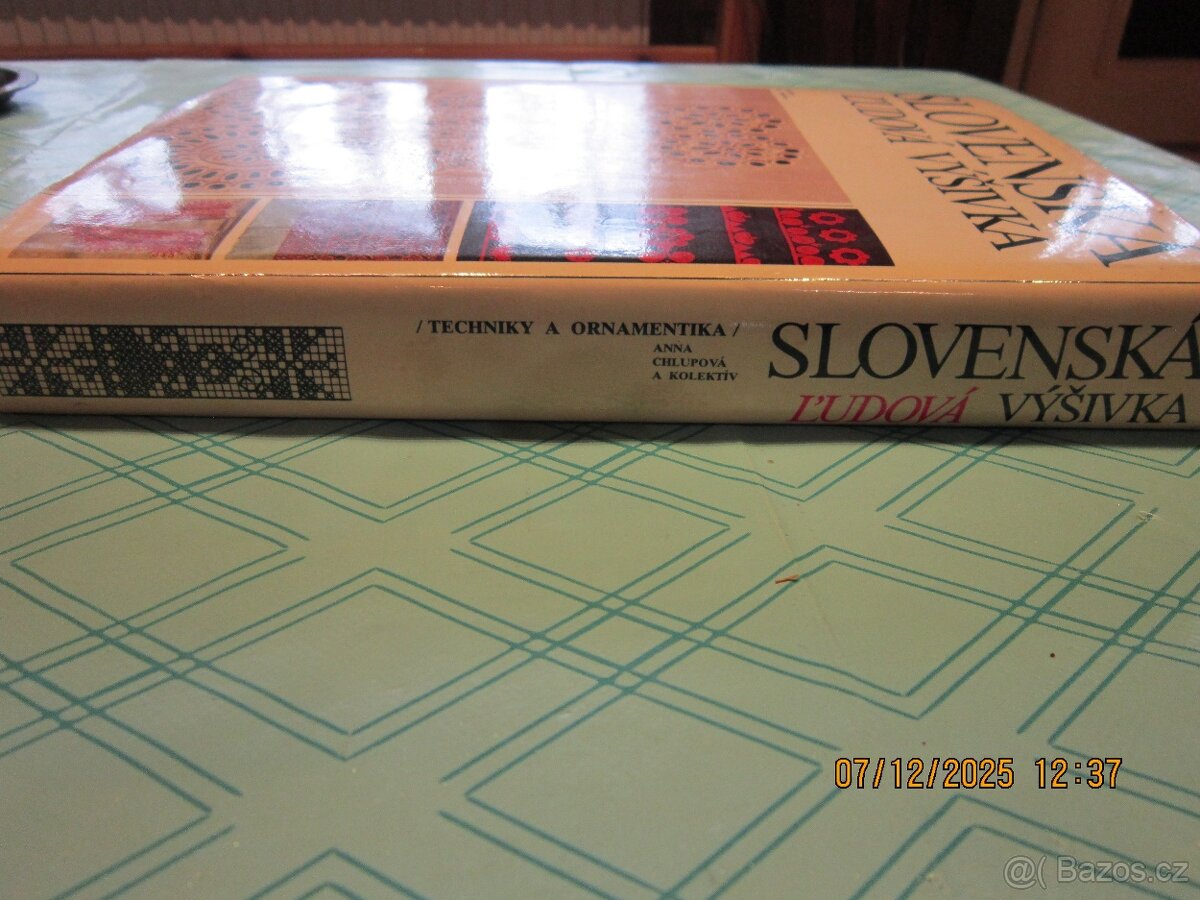 SLOVENSKÁ
ĽUDOVÁ VÝŠIVKA
/ TECHNIKY A ORNAMENTIKA /
ANNA
CHLUPOVÁ
A KOLEKTÍV
SLOVENSKÁ
ĽUDOVÁ VÝŠIVKA
07/12/2025 12:37
@( Bazos.cz